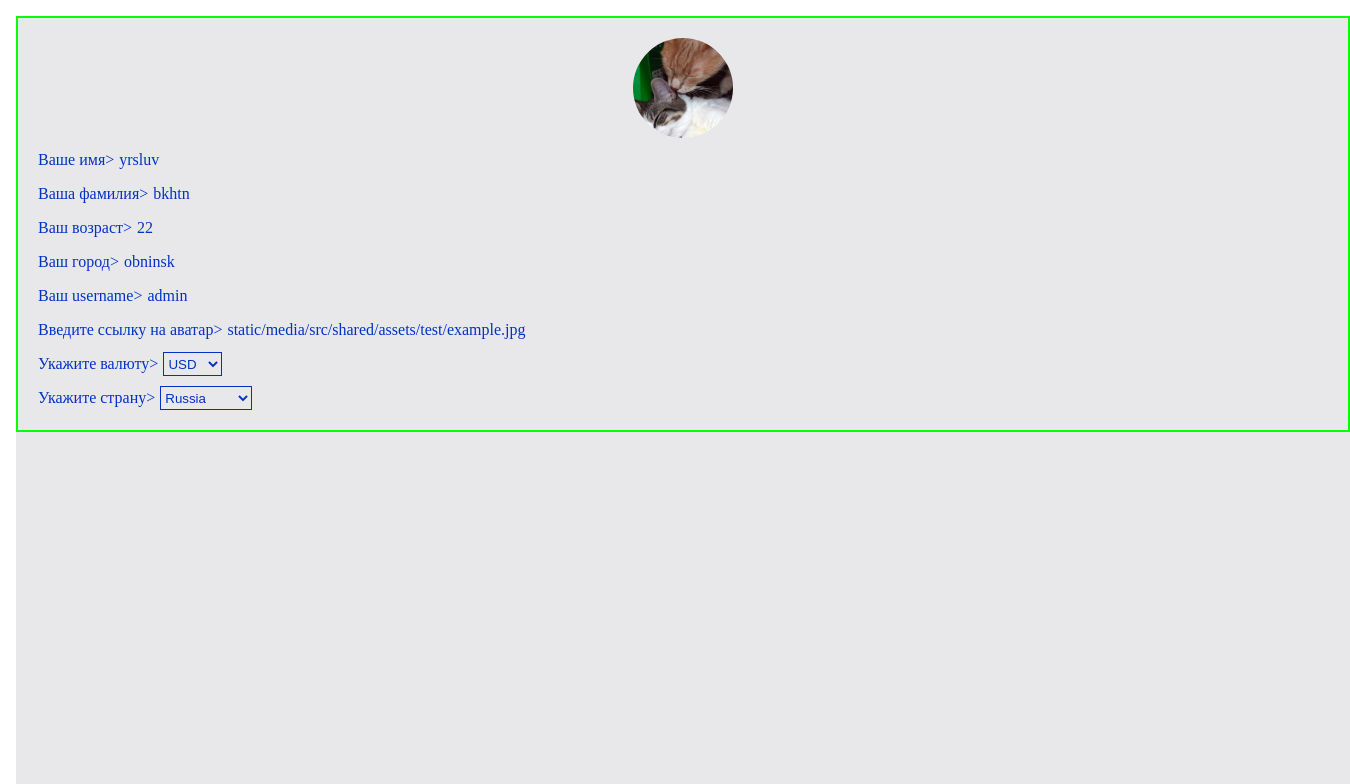 Ваше имя> yrsluv
Ваша фамилия> bkhtn
Ваш возраст> 22
Ваш город> obninsk
Ваш username> admin
Введите ссылку на аватар> static/media/src/shared/assets/test/example.jpg
Укажите валюту> USD
Укажите страну> Russia